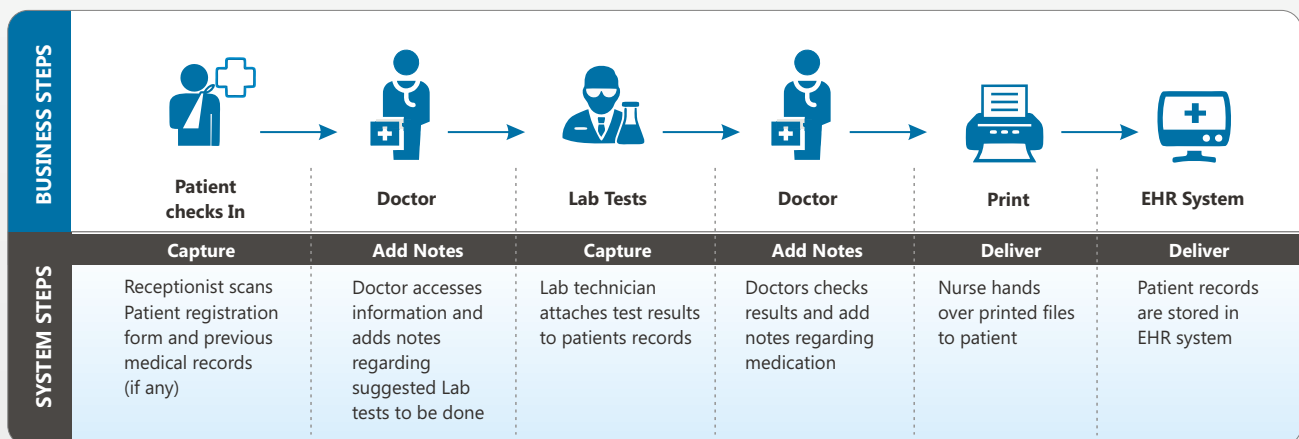 BUSINESS STEPS
Patient
checks In
Doctor
Lab Tests
Doctor
Print
EHR System
SYSTEM STEPS
Capture
Receptionist scans
Patient registration
form and previous
medical records
(if any)
Add Notes
Doctor accesses
information and
adds notes
regarding
suggested Lab
tests to be done
Capture
Lab technician
attaches test results
to patients records
Add Notes
Doctors checks
results and add
notes regarding
medication
Deliver
Nurse hands
over printed files
to patient
Deliver
Patient records
are stored in
EHR system